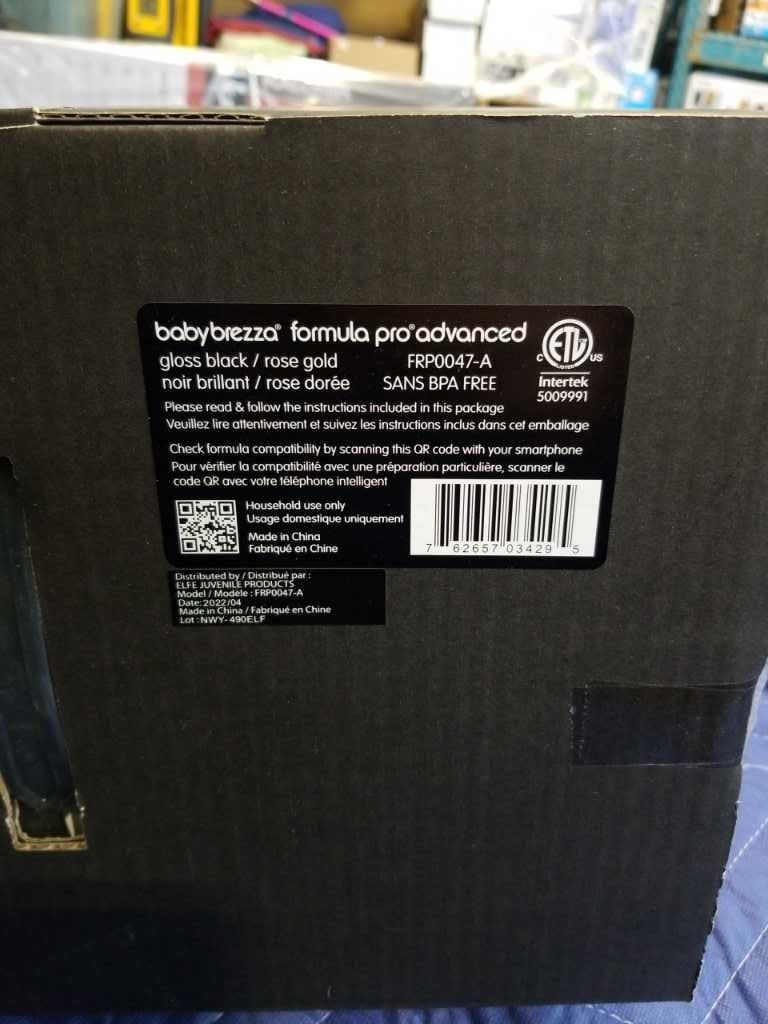 babybrezza® formula pro® advanced
gloss black / rose gold FRP0047-A
noir brillant / rose dorée SANS BPA FREE
C ETL US
LISTED
Intertek
5009991
Please read & follow the instructions included in this package
Veuillez lire attentivement et suivez les instructions inclus dans cet emballage
Check formula compatibility by scanning this QR code with your smartphone
Pour vérifier la compatibilité avec une préparation particulière, scanner le
code QR avec votre téléphone intelligent
Household use only
Usage domestique uniquement
Made in China
Fabriqué en Chine
7 62657 03429 5
Distributed by / Distribué par :
ELFE JUVENILE PRODUCTS
Model / Modèle : FRP0047-A
Date: 2022/04
Made in China / Fabriqué en Chine
Lot : NWY- 490ELF